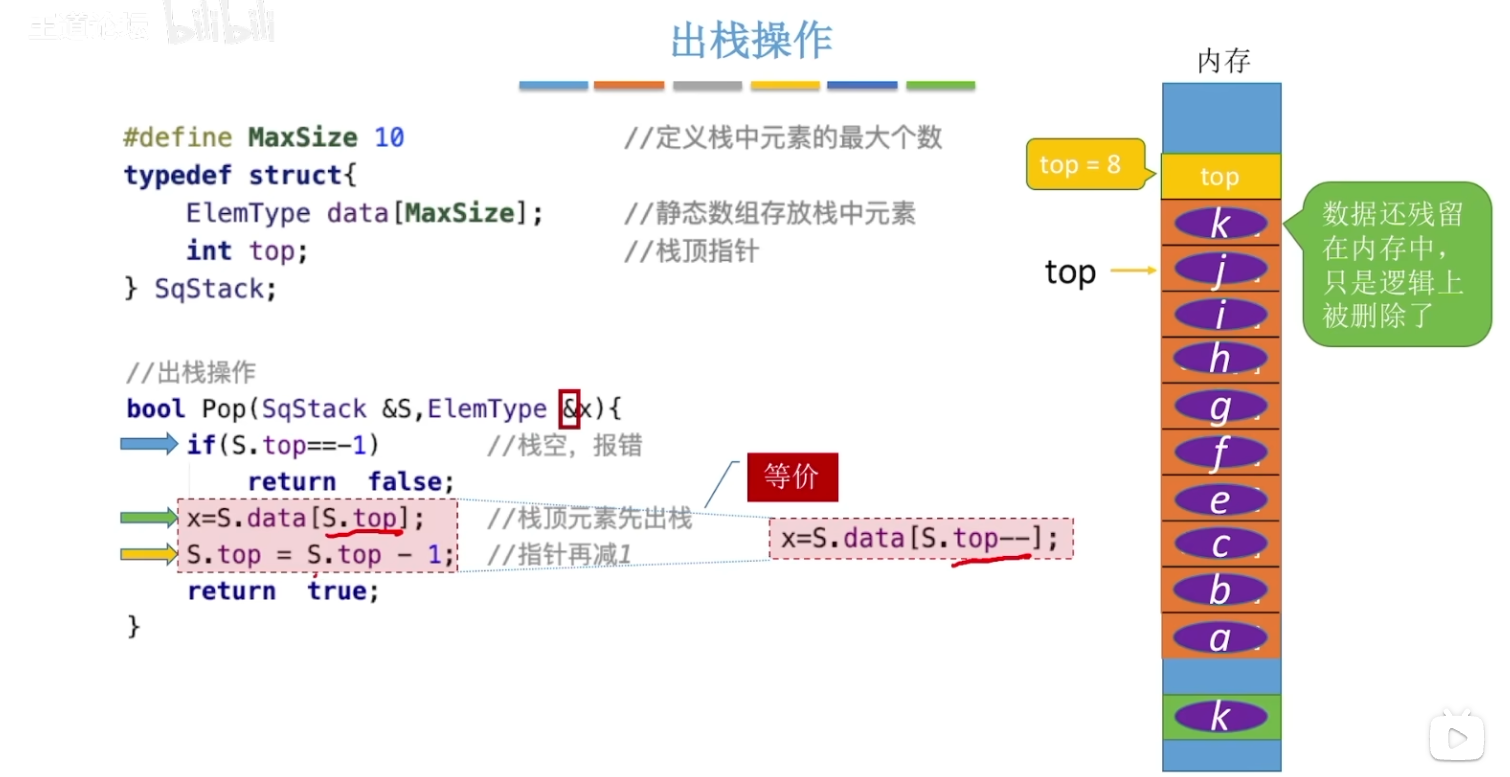 王道论坛 bilibili
出栈操作
#define MaxSize 10 //定义栈中元素的最大个数
typedef struct{
ElemType data[MaxSize]; //静态数组存放栈中元素
int top; //栈顶指针
} SqStack;
//出栈操作
bool Pop(SqStack &S,ElemType &x){
if(S.top==-1) //栈空，报错
return false;
x=S.data[S.top]; //栈顶元素先出栈
S.top = S.top - 1; //指针再减1
return true;
}
等价
x=S.data[S.top--];
内存
top = 8
top
top
k
j
i
h
g
f
e
c
b
a
k
数据还残留
在内存中，
只是逻辑上
被删除了